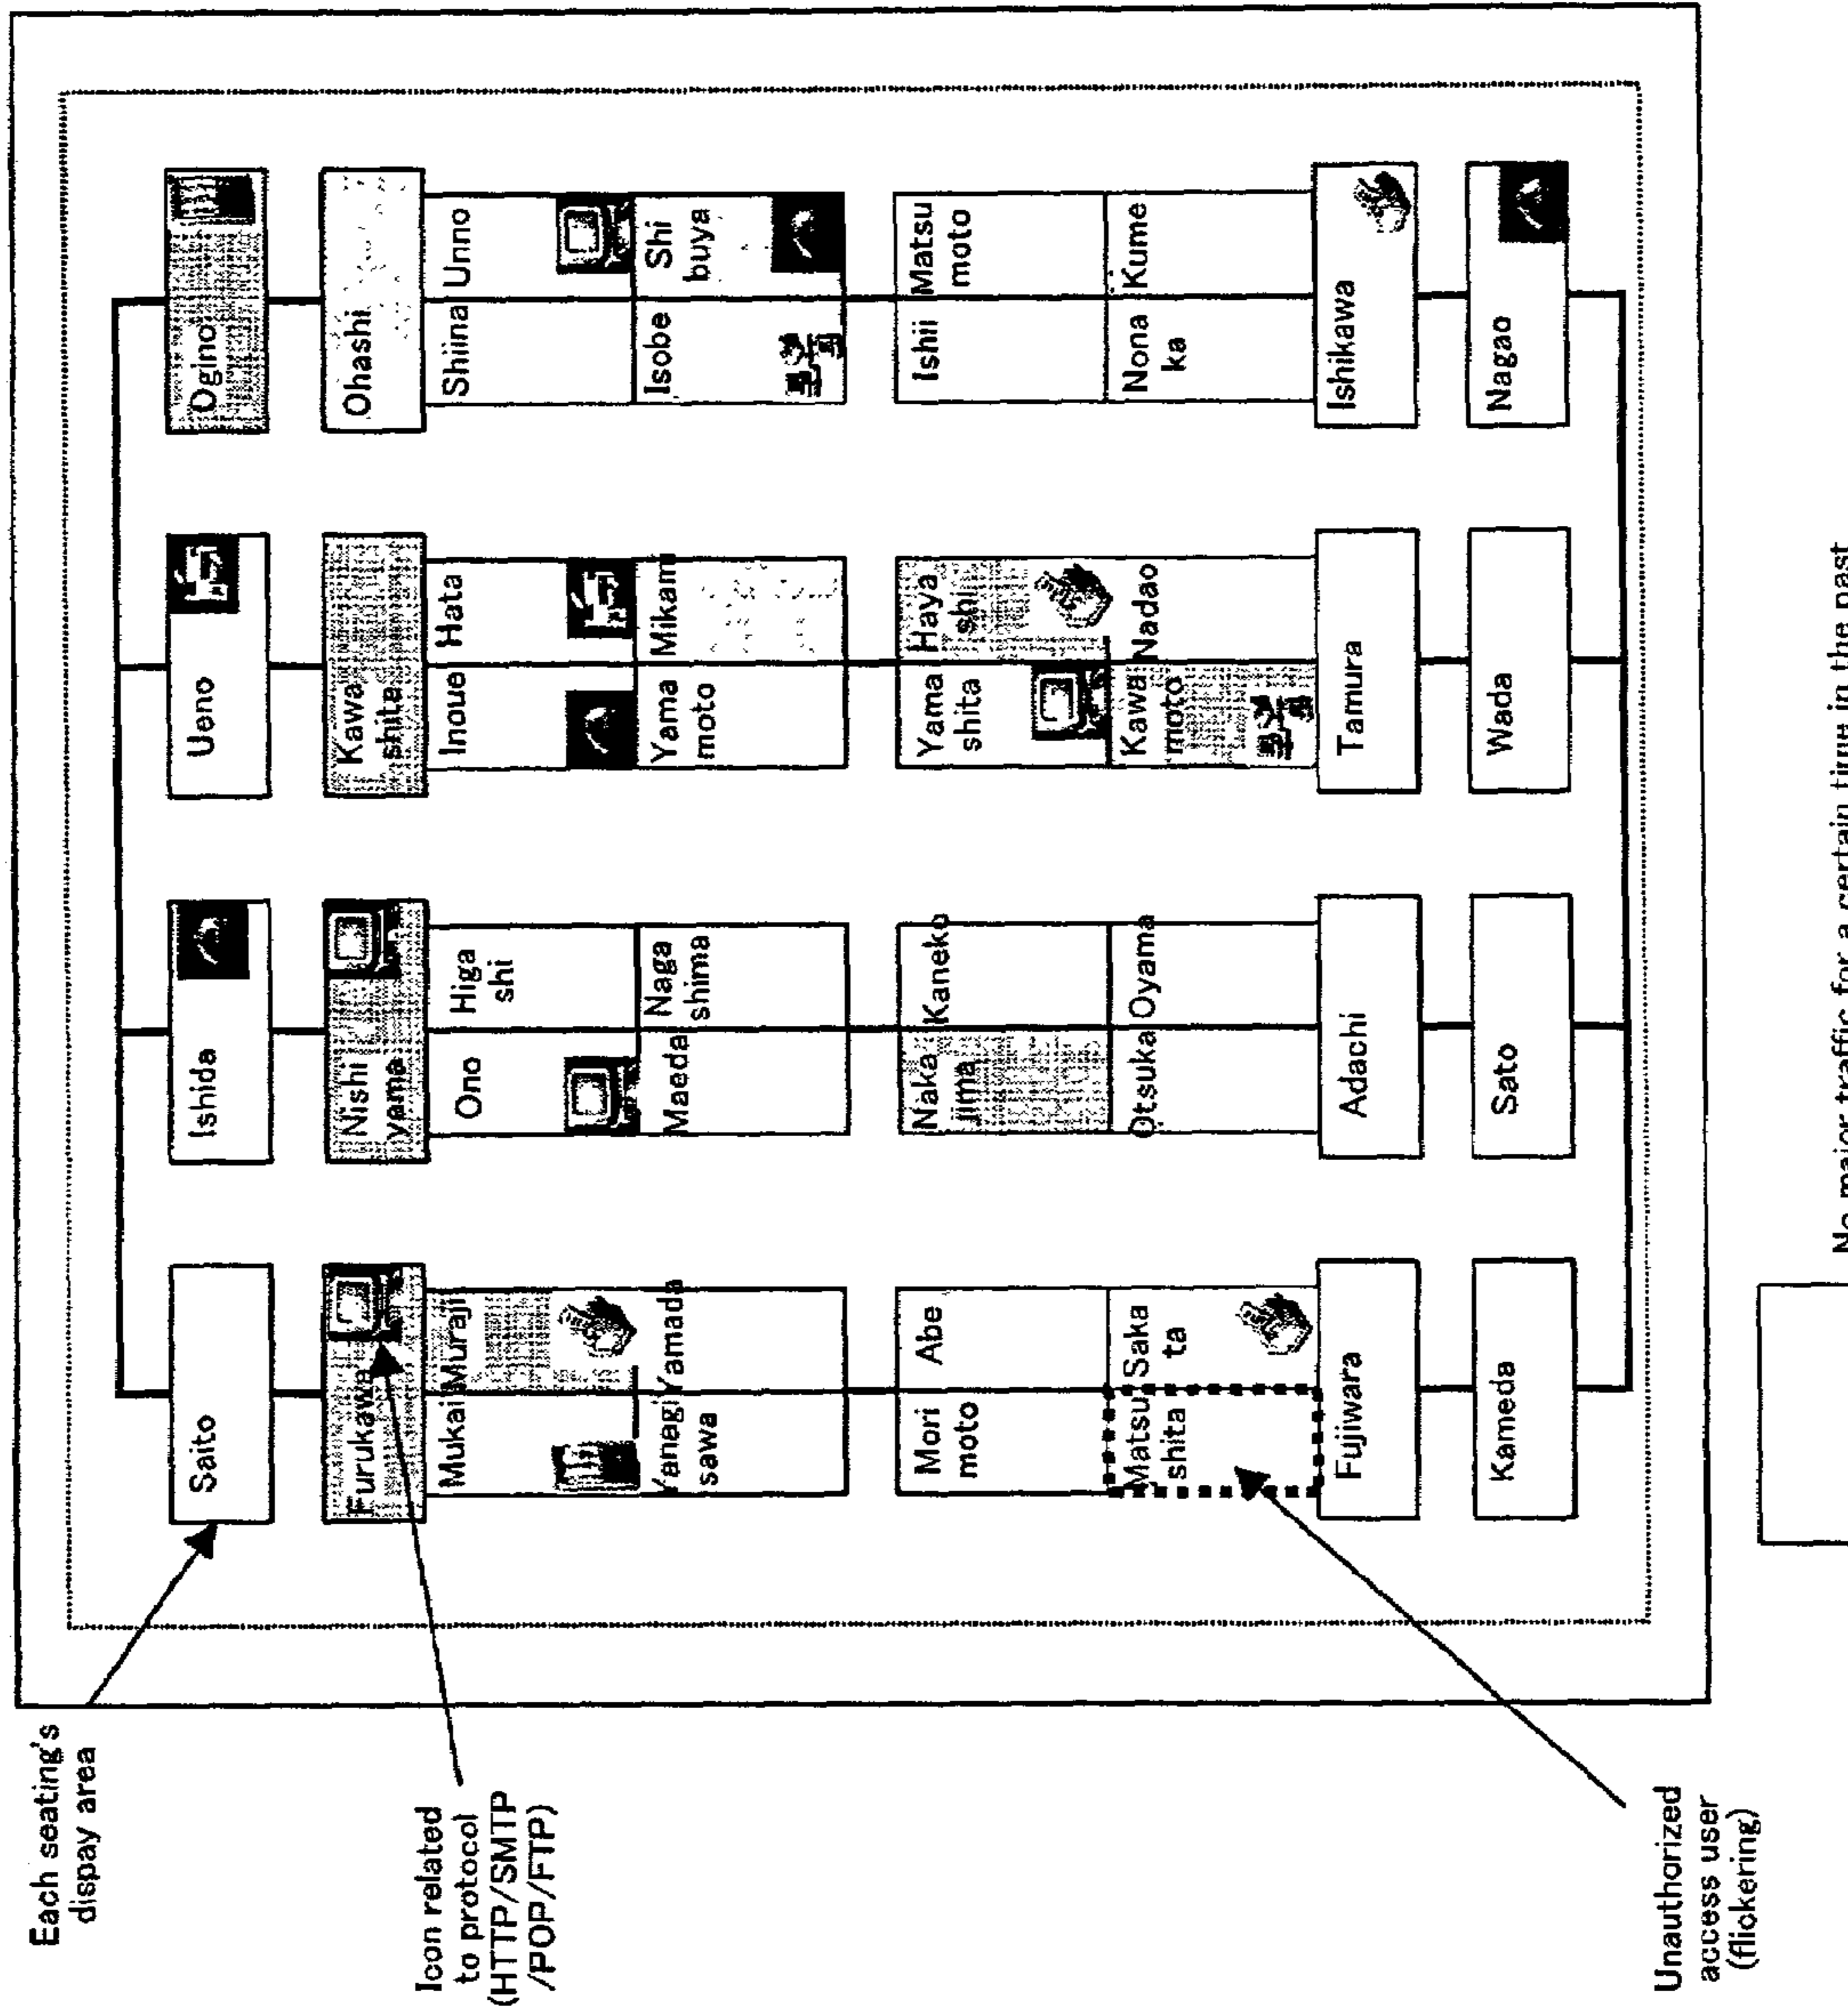 Each seating's
dispay area
Icon related
to protocol
(HTTP/SMTP
/POP/FTP)
Unauthorized
access user
(flickering)
Saito
Furukawa
Mukai
Muraji
Yanagi
sawa
Yamada
Mori
moto
Abe
Matsu
shita
Saka
ta
Fujiwara
Kameda
Ishida
Nishi
yama
Ono
Higa
shi
Maeda
Naga
shima
Naka
jima
Kaneko
Otsuka
Oyama
Adachi
Sato
Ueno
Kawa
shita
Inoue
Hata
Yama
moto
Mikami
Yama
shita
Haya
shi
Kawa
moto
Nadao
Tamura
Wada
Ogino
Ohashi
Shiina
Unno
Isobe
Shi
buya
Ishii
Matsu
moto
Nona
ka
Kume
Ishikawa
Nagao
No major traffic for a certain time in the past